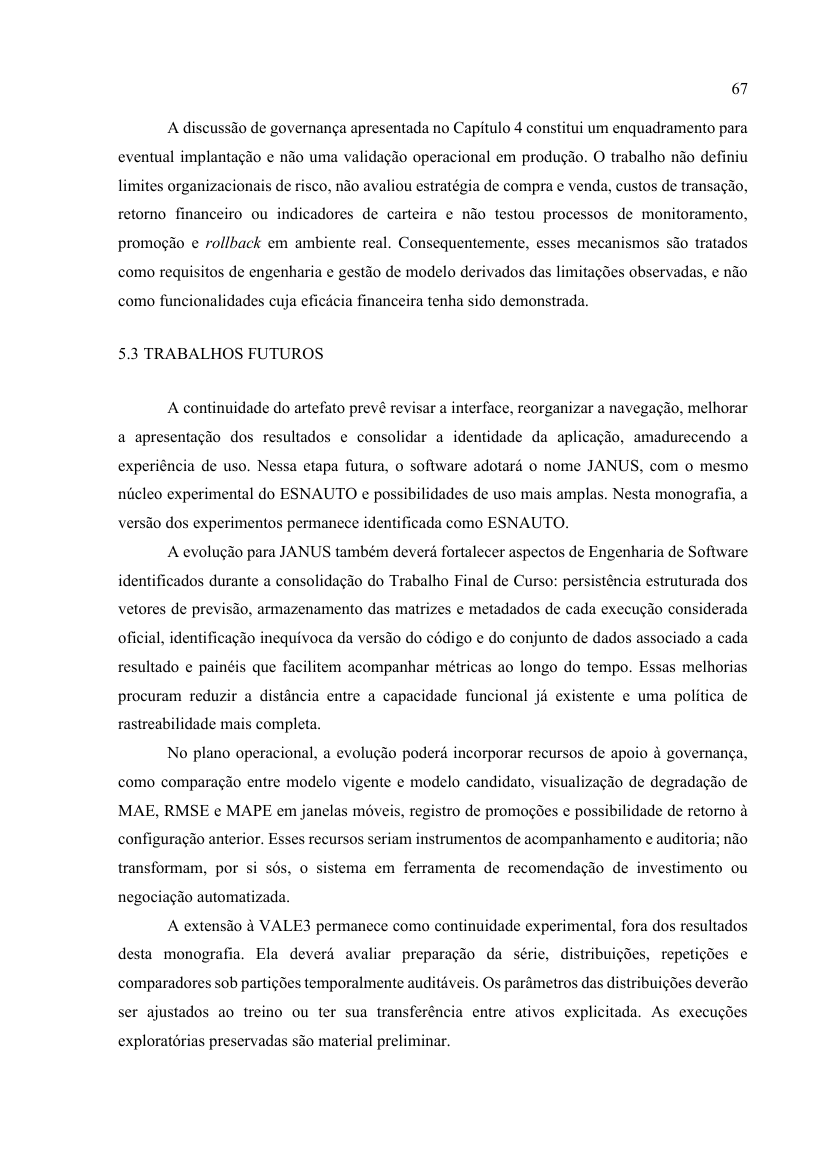 67
A discussão de governança apresentada no Capítulo 4 constitui um enquadramento para
eventual implantação e não uma validação operacional em produção. O trabalho não definiu
limites organizacionais de risco, não avaliou estratégia de compra e venda, custos de transação,
retorno financeiro ou indicadores de carteira e não testou processos de monitoramento,
promoção e rollback em ambiente real. Consequentemente, esses mecanismos são tratados
como requisitos de engenharia e gestão de modelo derivados das limitações observadas, e não
como funcionalidades cuja eficácia financeira tenha sido demonstrada.
5.3 TRABALHOS FUTUROS
A continuidade do artefato prevê revisar a interface, reorganizar a navegação, melhorar
a apresentação dos resultados e consolidar a identidade da aplicação, amadurecendo a
experiência de uso. Nessa etapa futura, o software adotará o nome JANUS, com o mesmo
núcleo experimental do ESNAUTO e possibilidades de uso mais amplas. Nesta monografia, a
versão dos experimentos permanece identificada como ESNAUTO.
A evolução para JANUS também deverá fortalecer aspectos de Engenharia de Software
identificados durante a consolidação do Trabalho Final de Curso: persistência estruturada dos
vetores de previsão, armazenamento das matrizes e metadados de cada execução considerada
oficial, identificação inequívoca da versão do código e do conjunto de dados associado a cada
resultado e painéis que facilitem acompanhar métricas ao longo do tempo. Essas melhorias
procuram reduzir a distância entre a capacidade funcional já existente e uma política de
rastreabilidade mais completa.
No plano operacional, a evolução poderá incorporar recursos de apoio à governança,
como comparação entre modelo vigente e modelo candidato, visualização de degradação de
MAE, RMSE e MAPE em janelas móveis, registro de promoções e possibilidade de retorno à
configuração anterior. Esses recursos seriam instrumentos de acompanhamento e auditoria; não
transformam, por si sós, o sistema em ferramenta de recomendação de investimento ou
negociação automatizada.
A extensão à VALE3 permanece como continuidade experimental, fora dos resultados
desta monografia. Ela deverá avaliar preparação da série, distribuições, repetições e
comparadores sob partições temporalmente auditáveis. Os parâmetros das distribuições deverão
ser ajustados ao treino ou ter sua transferência entre ativos explicitada. As execuções
exploratórias preservadas são material preliminar.